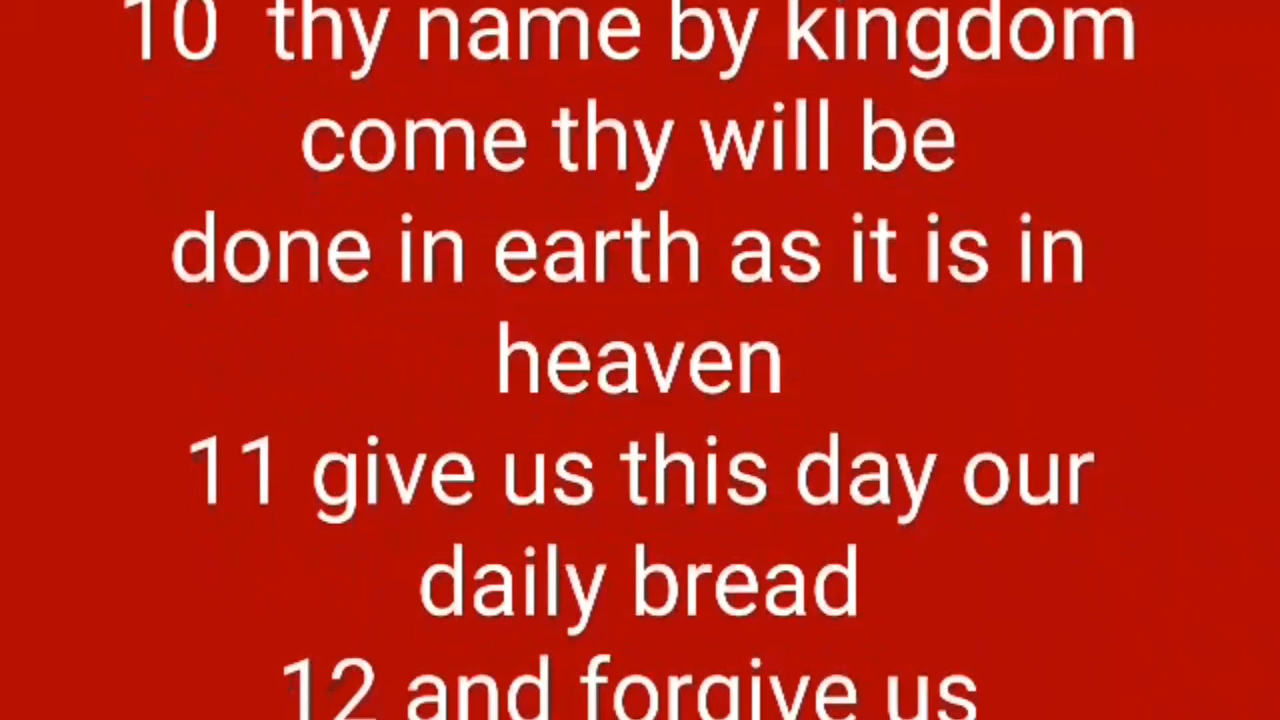 10 thy name by kingdom
come thy will be
done in earth as it is in
heaven
11 give us this day our
daily bread
12 and forgive us